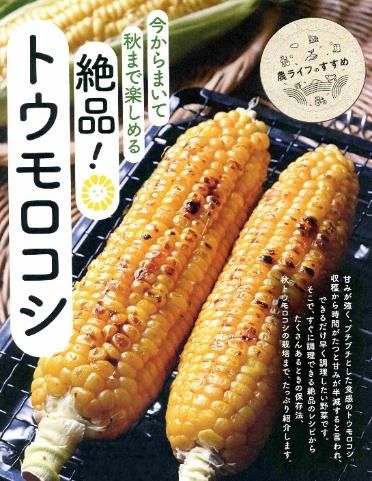 今からまいて
秋まで楽しめる
絶品!
トウモロコシ
農ライフのすすめ
甘みが強く、プチプチとした食感のトウモロコシ。
収穫から時間がたつと甘みが半減すると言われ、
できるだけ早く調理したい野菜です。
そこで、すぐに調理できる絶品のレシピから
たくさんあるときの保存法、
秋トウモロコシの栽培まで、たっぷり紹介します。